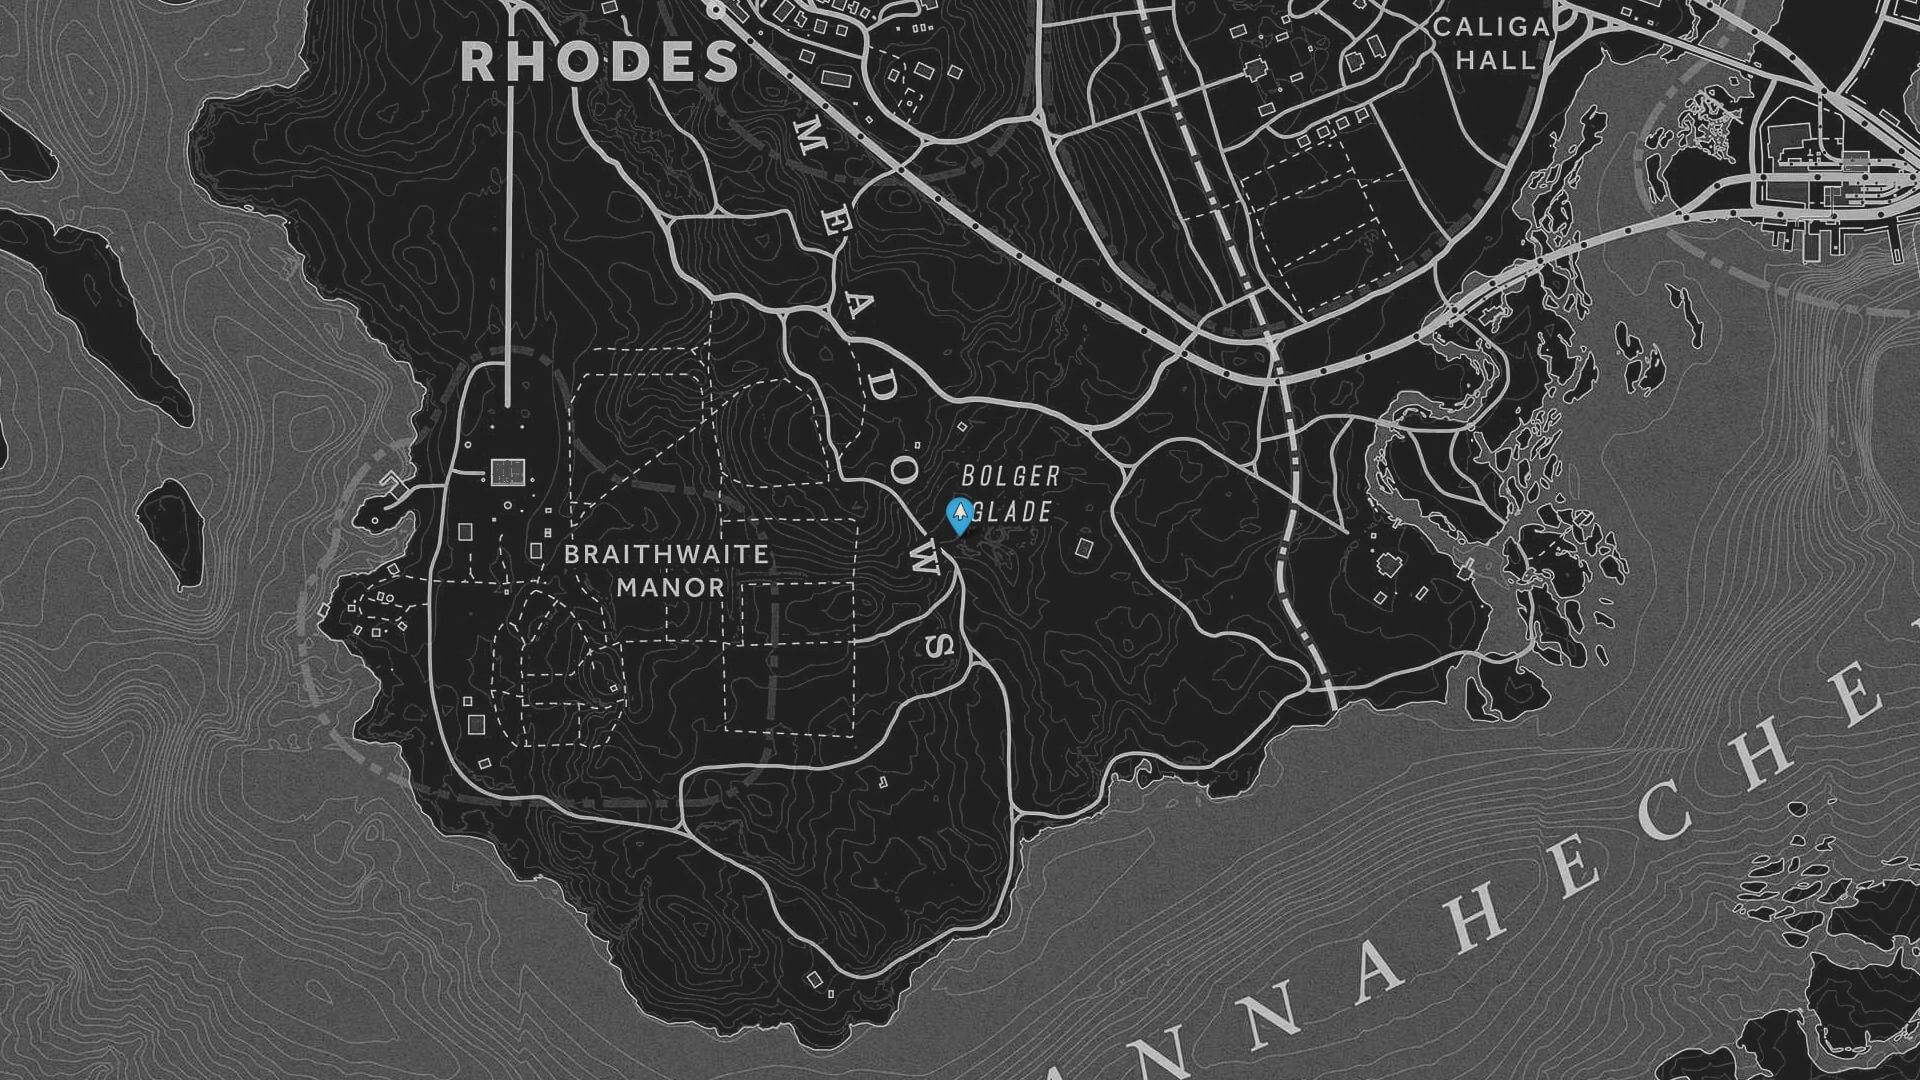 CALIGA
HALL
RHODES
MEADOWS
BOLGER
GLADE
BRAITHWAITE
MANOR
ANNAHECHE